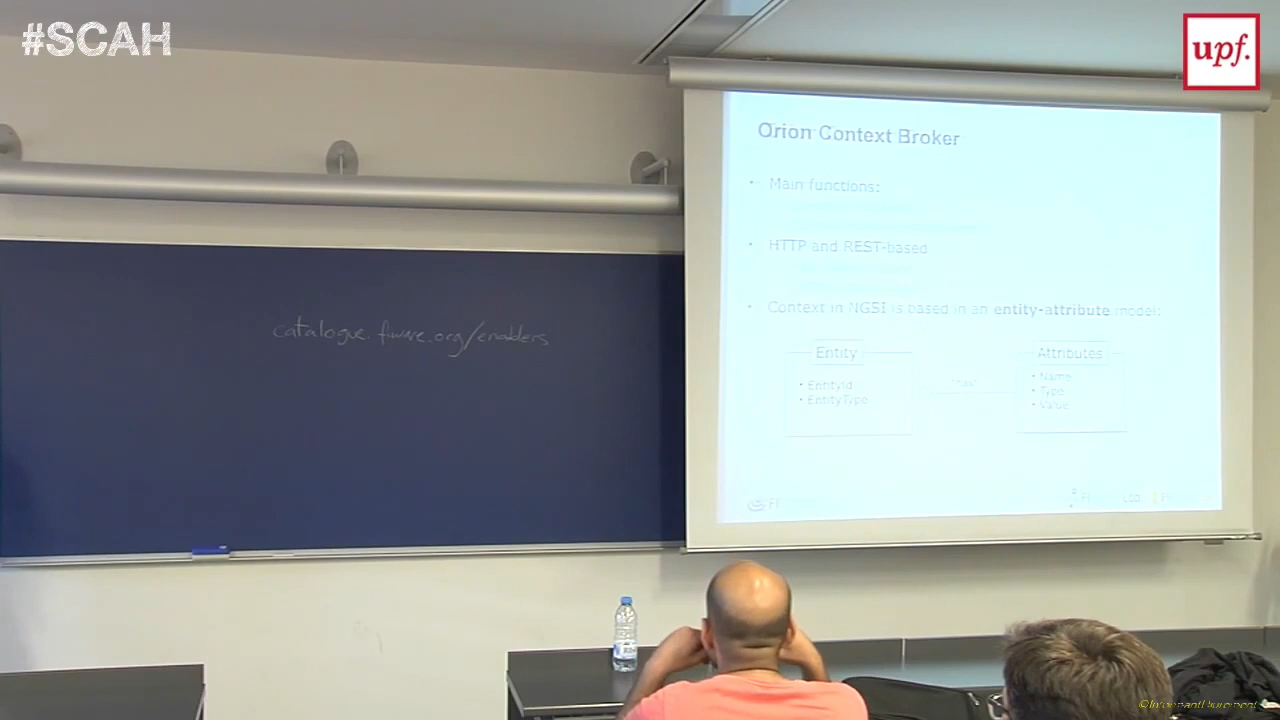 #SCAH
upf.
Orion Context Broker
• Main functions:
• HTTP and REST-based
• Context in NGSI is based in an entity-attribute model:
Entity
• EntityId
• EntityType
"has"
Attributes
• Name
• Type
• Value
catalogue.fiware.org/enablers